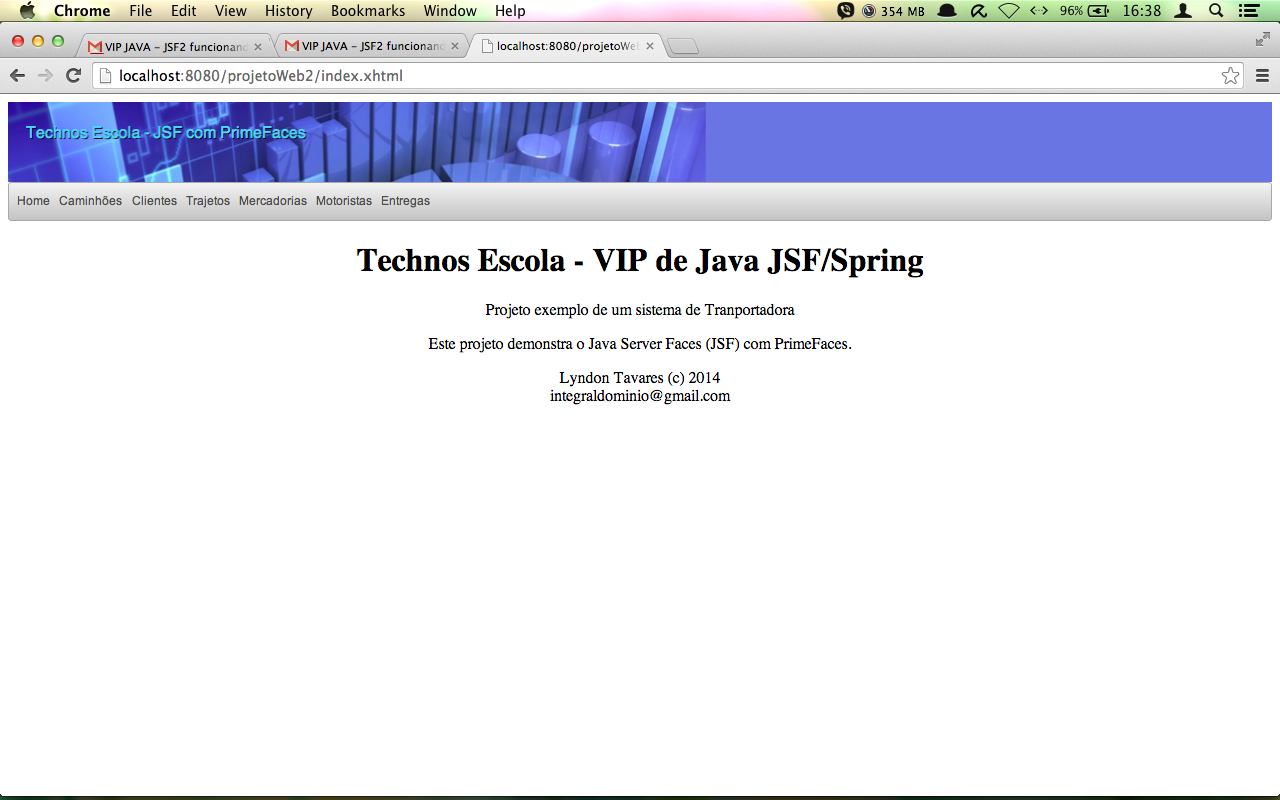 Chrome File Edit View History Bookmarks Window Help 354 MB 96% 16:38
VIP JAVA – JSF2 funcionand VIP JAVA – JSF2 funcionand localhost:8080/projetoWeb
localhost:8080/projetoWeb2/index.xhtml
Technos Escola - JSF com PrimeFaces
Home Caminhões Clientes Trajetos Mercadorias Motoristas Entregas
Technos Escola - VIP de Java JSF/Spring
Projeto exemplo de um sistema de Tranportadora
Este projeto demonstra o Java Server Faces (JSF) com PrimeFaces.
Lyndon Tavares (c) 2014
integraldominio@gmail.com